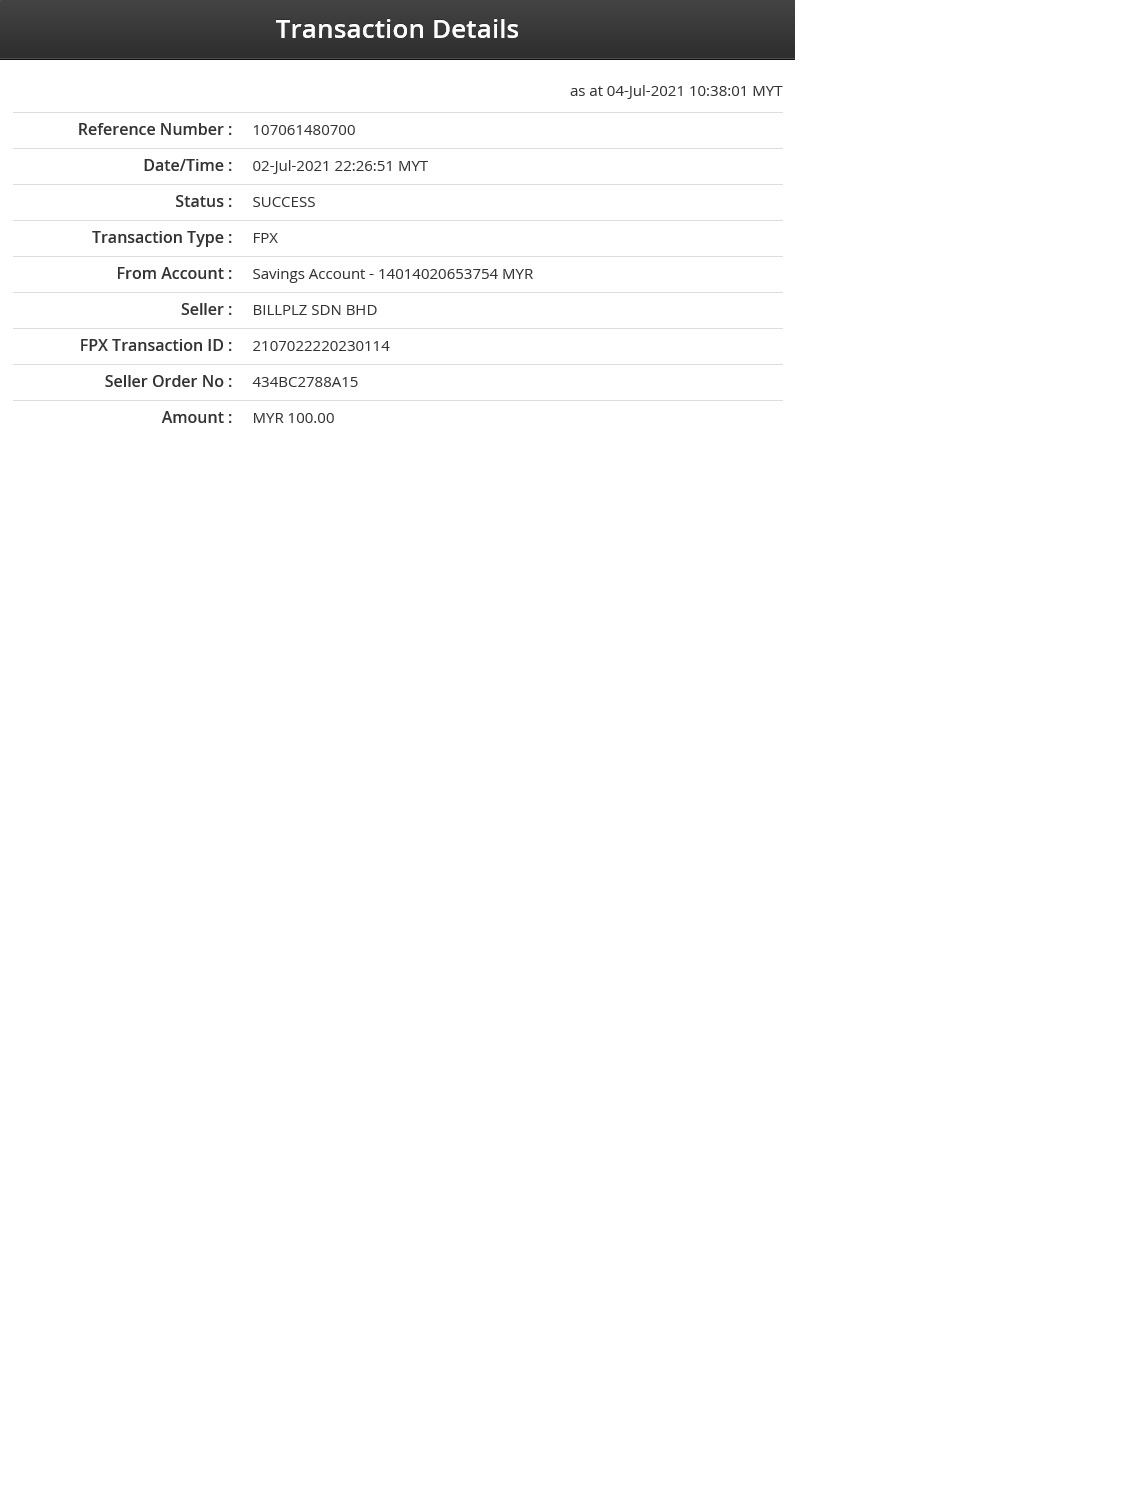 Transaction Details
as at 04-Jul-2021 10:38:01 MYT
Reference Number : 107061480700
Date/Time : 02-Jul-2021 22:26:51 MYT
Status : SUCCESS
Transaction Type : FPX
From Account : Savings Account - 14014020653754 MYR
Seller : BILLPLZ SDN BHD
FPX Transaction ID : 2107022220230114
Seller Order No : 434BC2788A15
Amount : MYR 100.00